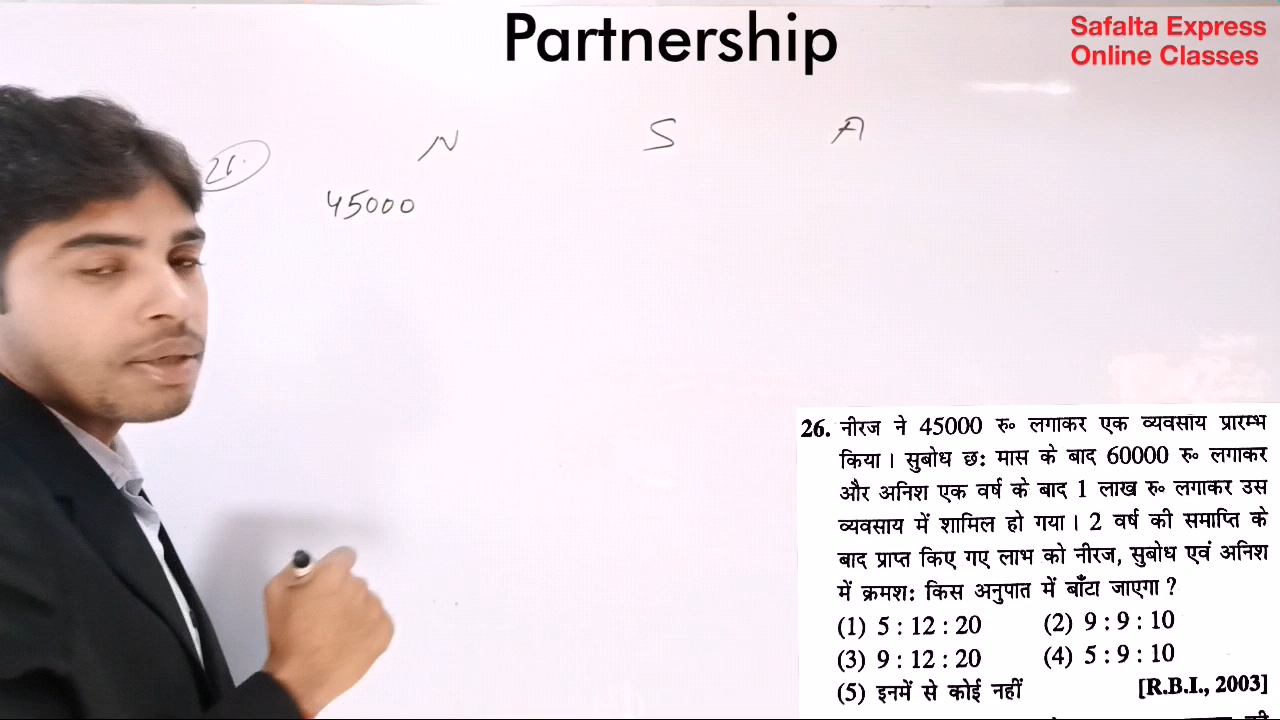 Partnership
Safalta Express
Online Classes
N S A
45000
26. नीरज ने 45000 रु० लगाकर एक व्यवसाय प्रारम्भ
किया। सुबोध छः मास के बाद 60000 रु० लगाकर
और अनिश एक वर्ष के बाद 1 लाख रु० लगाकर उस
व्यवसाय में शामिल हो गया। 2 वर्ष की समाप्ति के
बाद प्राप्त किए गए लाभ को नीरज, सुबोध एवं अनिश
में क्रमशः किस अनुपात में बाँटा जाएगा ?
(1) 5 : 12 : 20 (2) 9 : 9 : 10
(3) 9 : 12 : 20 (4) 5 : 9 : 10
(5) इनमें से कोई नहीं [R.B.I., 2003]